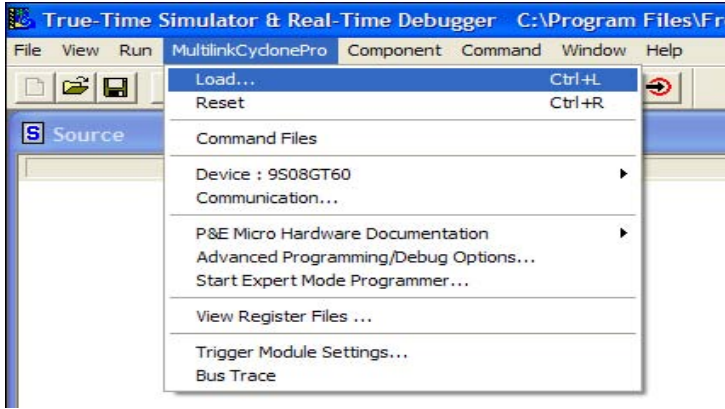 True-Time Simulator & Real-Time Debugger C:\Program Files\Fr
File View Run MultilinkCyclonePro Component Command Window Help
Load... Ctrl+L
Reset Ctrl+R
S Source
Command Files
Device : 9S08GT60
Communication...
P&E Micro Hardware Documentation
Advanced Programming/Debug Options...
Start Expert Mode Programmer...
View Register Files ...
Trigger Module Settings...
Bus Trace